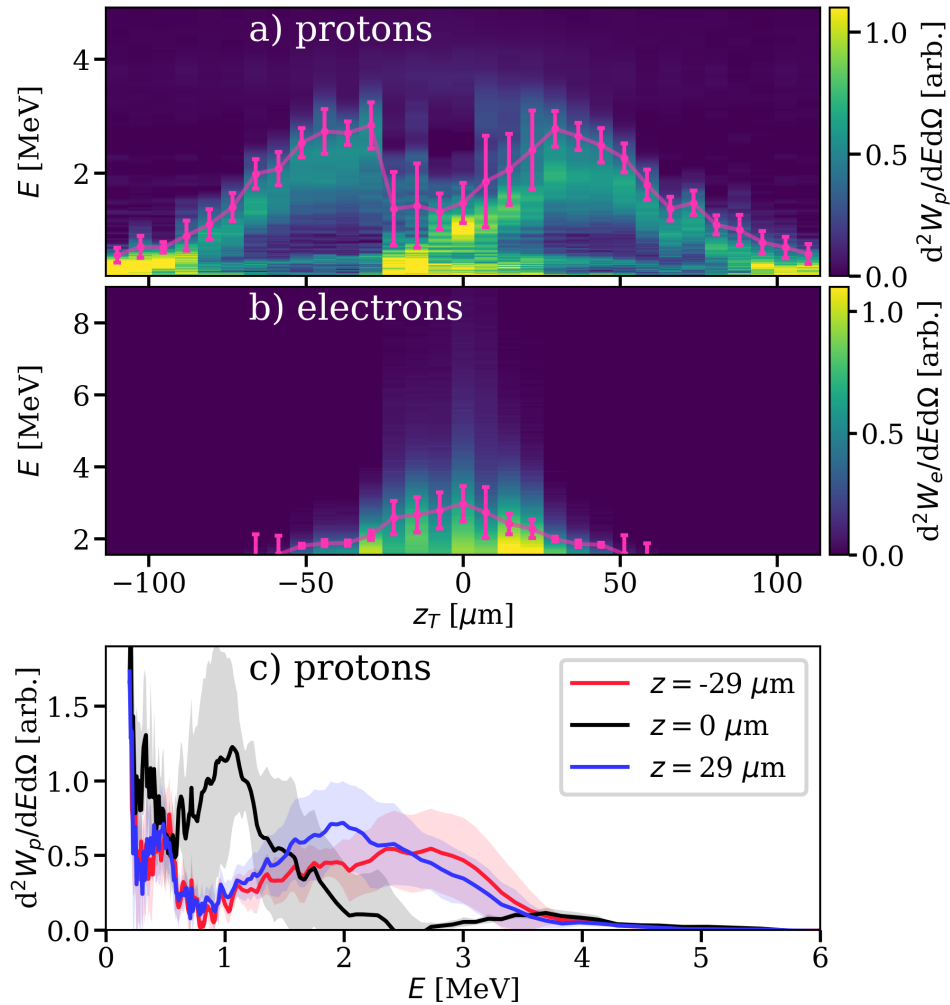 a) protons
4
2
E [MeV]
1.0
0.5
0.0
d²W_p/dEdΩ [arb.]
b) electrons
8
6
4
2
E [MeV]
1.0
0.5
0.0
d²W_e/dEdΩ [arb.]
−100
−50
0
50
100
z_T [μm]
c) protons
z = -29 μm
z = 0 μm
z = 29 μm
1.5
1.0
0.5
0.0
d²W_p/dEdΩ [arb.]
0
1
2
3
4
5
6
E [MeV]